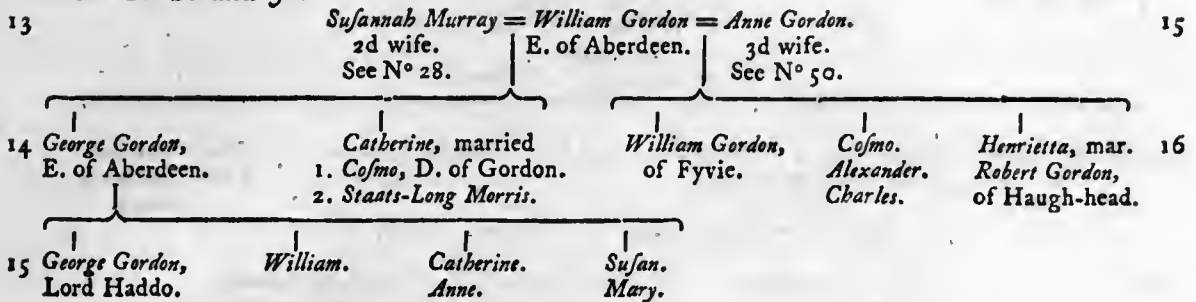 13 Suſannah Murray = William Gordon = Anne Gordon. 15
2d wife. E. of Aberdeen. 3d wife.
See Nº 28. See Nº 50.
14 George Gordon, Catherine, married William Gordon, Coſmo. Henrietta, mar. 16
E. of Aberdeen. 1. Coſmo, D. of Gordon. of Fyvie. Alexander. Robert Gordon,
2. Staats-Long Morris. Charles. of Haugh-head.
15 George Gordon, William. Catherine. Suſan.
Lord Haddo. Anne. Mary.